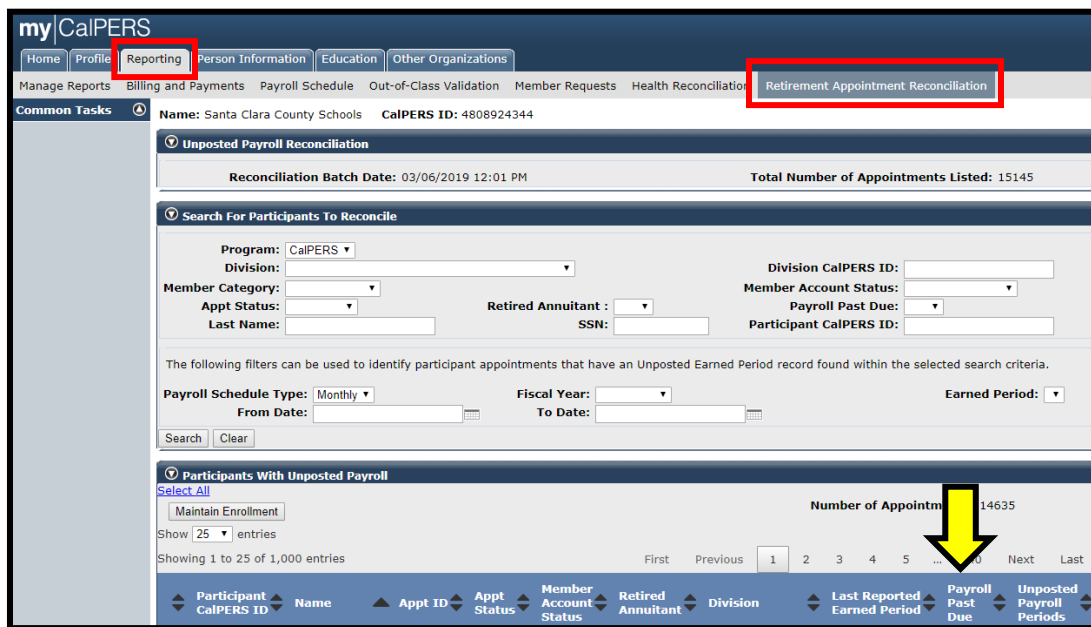 my|CalPERS
Home Profile Reporting Person Information Education Other Organizations
Manage Reports Billing and Payments Payroll Schedule Out-of-Class Validation Member Requests Health Reconciliation Retirement Appointment Reconciliation
Common Tasks
Name: Santa Clara County Schools CalPERS ID: 4808924344
Unposted Payroll Reconciliation
Reconciliation Batch Date: 03/06/2019 12:01 PM Total Number of Appointments Listed: 15145
Search For Participants To Reconcile
Program: CalPERS
Division: Division CalPERS ID:
Member Category: Member Account Status:
Appt Status: Retired Annuitant : Payroll Past Due:
Last Name: SSN: Participant CalPERS ID:
The following filters can be used to identify participant appointments that have an Unposted Earned Period record found within the selected search criteria.
Payroll Schedule Type: Monthly Fiscal Year: Earned Period:
From Date: To Date:
Search Clear
Participants With Unposted Payroll
Select All
Maintain Enrollment Number of 14635
Show 25 entries
Showing 1 to 25 of 1,000 entries First Previous 1 2 3 4 5 ... Next Last
Participant CalPERS ID Name Appt ID Appt Status Member Account Status Retired Annuitant Division Last Reported Earned Period Payroll Past Due Unposted Payroll Periods